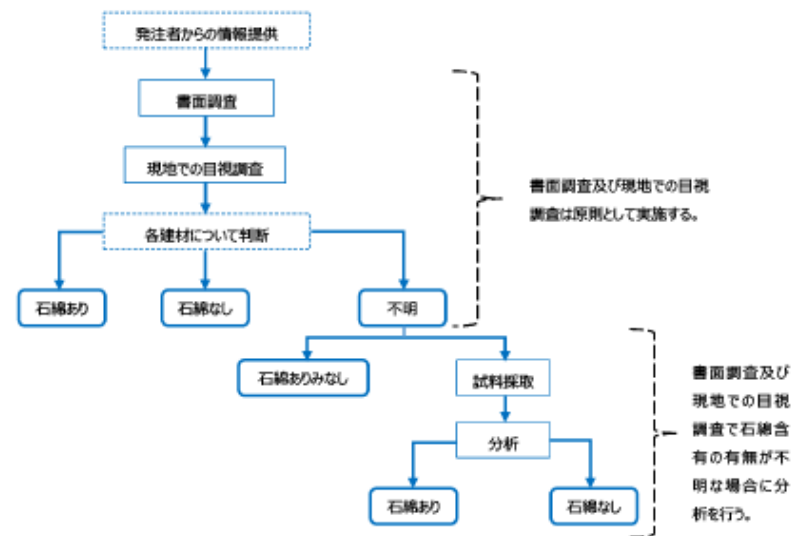 発注者からの情報提供
書面調査
現地での目視調査
書面調査及び現地での目視
調査は原則として実施する。
各建材について判断
石綿あり
石綿なし
不明
石綿ありみなし
試料採取
分析
石綿あり
石綿なし
書面調査及び
現地での目視
調査で石綿含
有の有無が不
明な場合に分
析を行う。